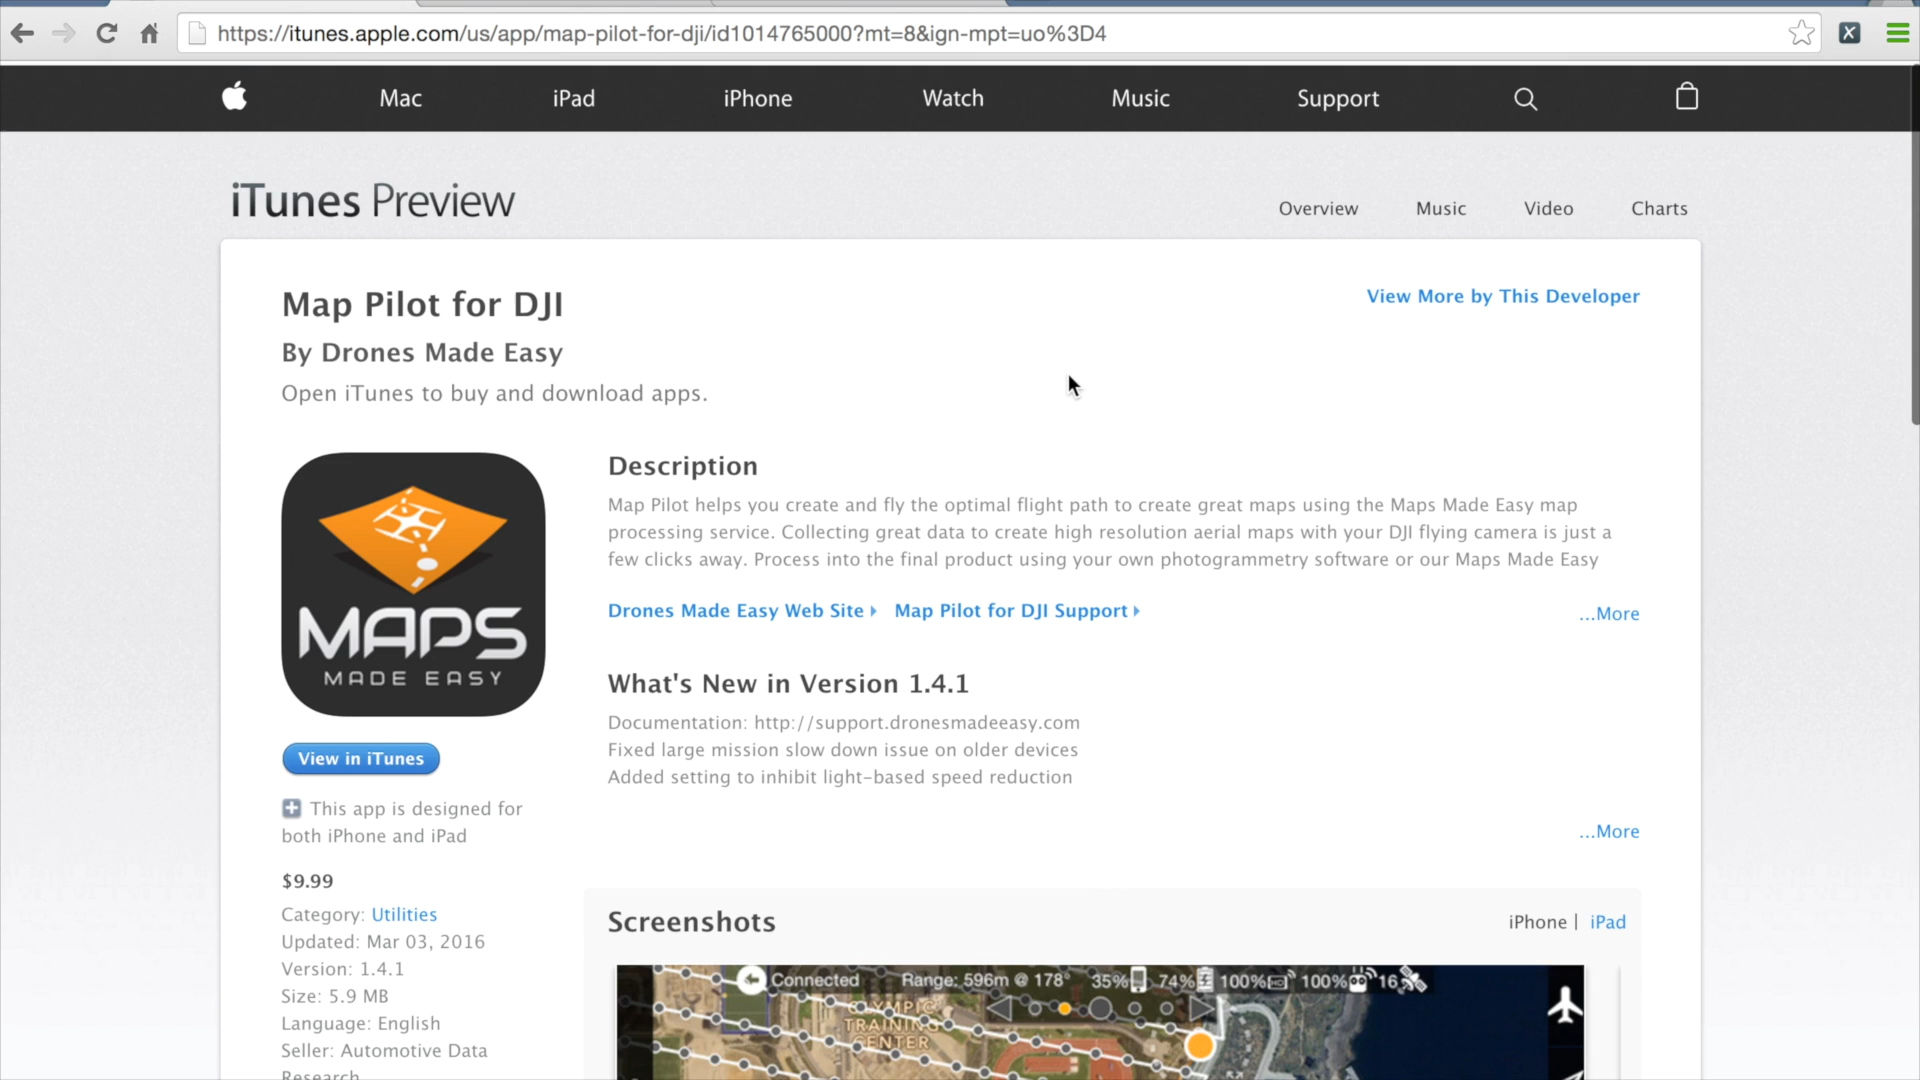 https://itunes.apple.com/us/app/map-pilot-for-dji/id1014765000?mt=8&ign-mpt=uo%3D4
X
Mac iPad iPhone Watch Music Support
iTunes Preview
Overview Music Video Charts
Map Pilot for DJI
View More by This Developer
By Drones Made Easy
Open iTunes to buy and download apps.
MAPS
MADE EASY
View in iTunes
This app is designed for
both iPhone and iPad
$9.99
Category: Utilities
Updated: Mar 03, 2016
Version: 1.4.1
Size: 5.9 MB
Language: English
Seller: Automotive Data
Research
Description
Map Pilot helps you create and fly the optimal flight path to create great maps using the Maps Made Easy map
processing service. Collecting great data to create high resolution aerial maps with your DJI flying camera is just a
few clicks away. Process into the final product using your own photogrammetry software or our Maps Made Easy
Drones Made Easy Web Site Map Pilot for DJI Support ...More
What's New in Version 1.4.1
Documentation: http://support.dronesmadeeasy.com
Fixed large mission slow down issue on older devices
Added setting to inhibit light-based speed reduction
...More
Screenshots
iPhone | iPad
Connected Range: 596m @ 178° 35% 74% 100% HD 100% 16
OLYMPIC
TRAINING
CENTER